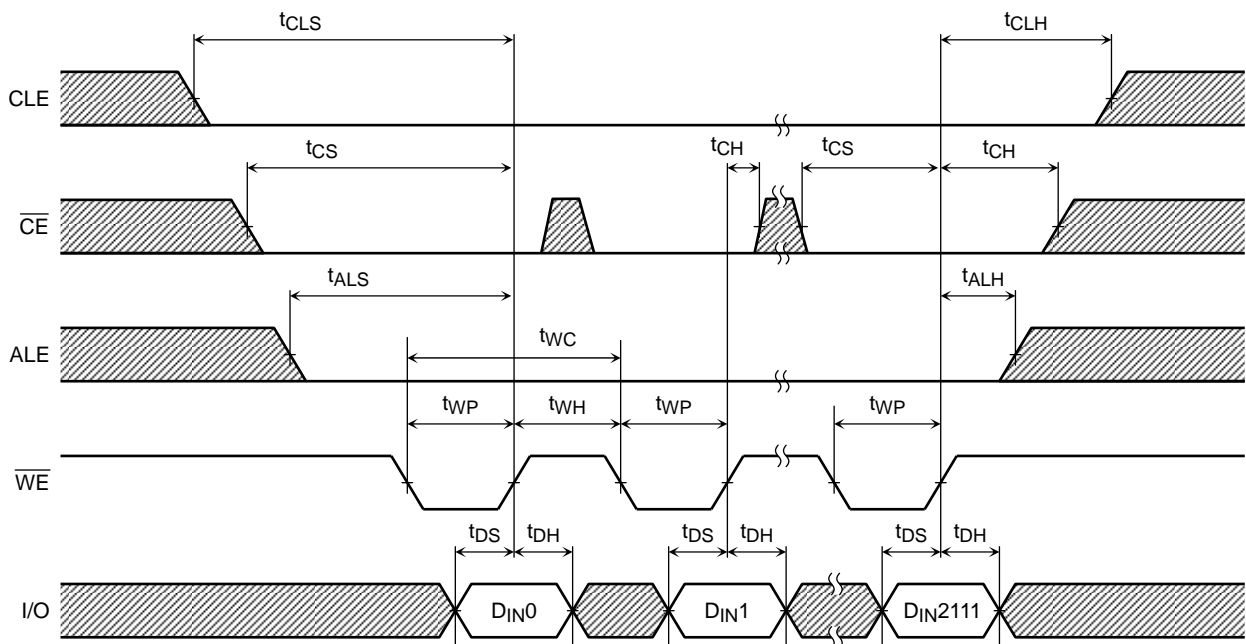 tCLS tCLH
CLE
tCS tCH tCS tCH
CE
tALS tALH
ALE
tWC
tWP tWH tWP tWP
WE
tDS tDH tDS tDH tDS tDH
I/O DIN0 DIN1 DIN2111